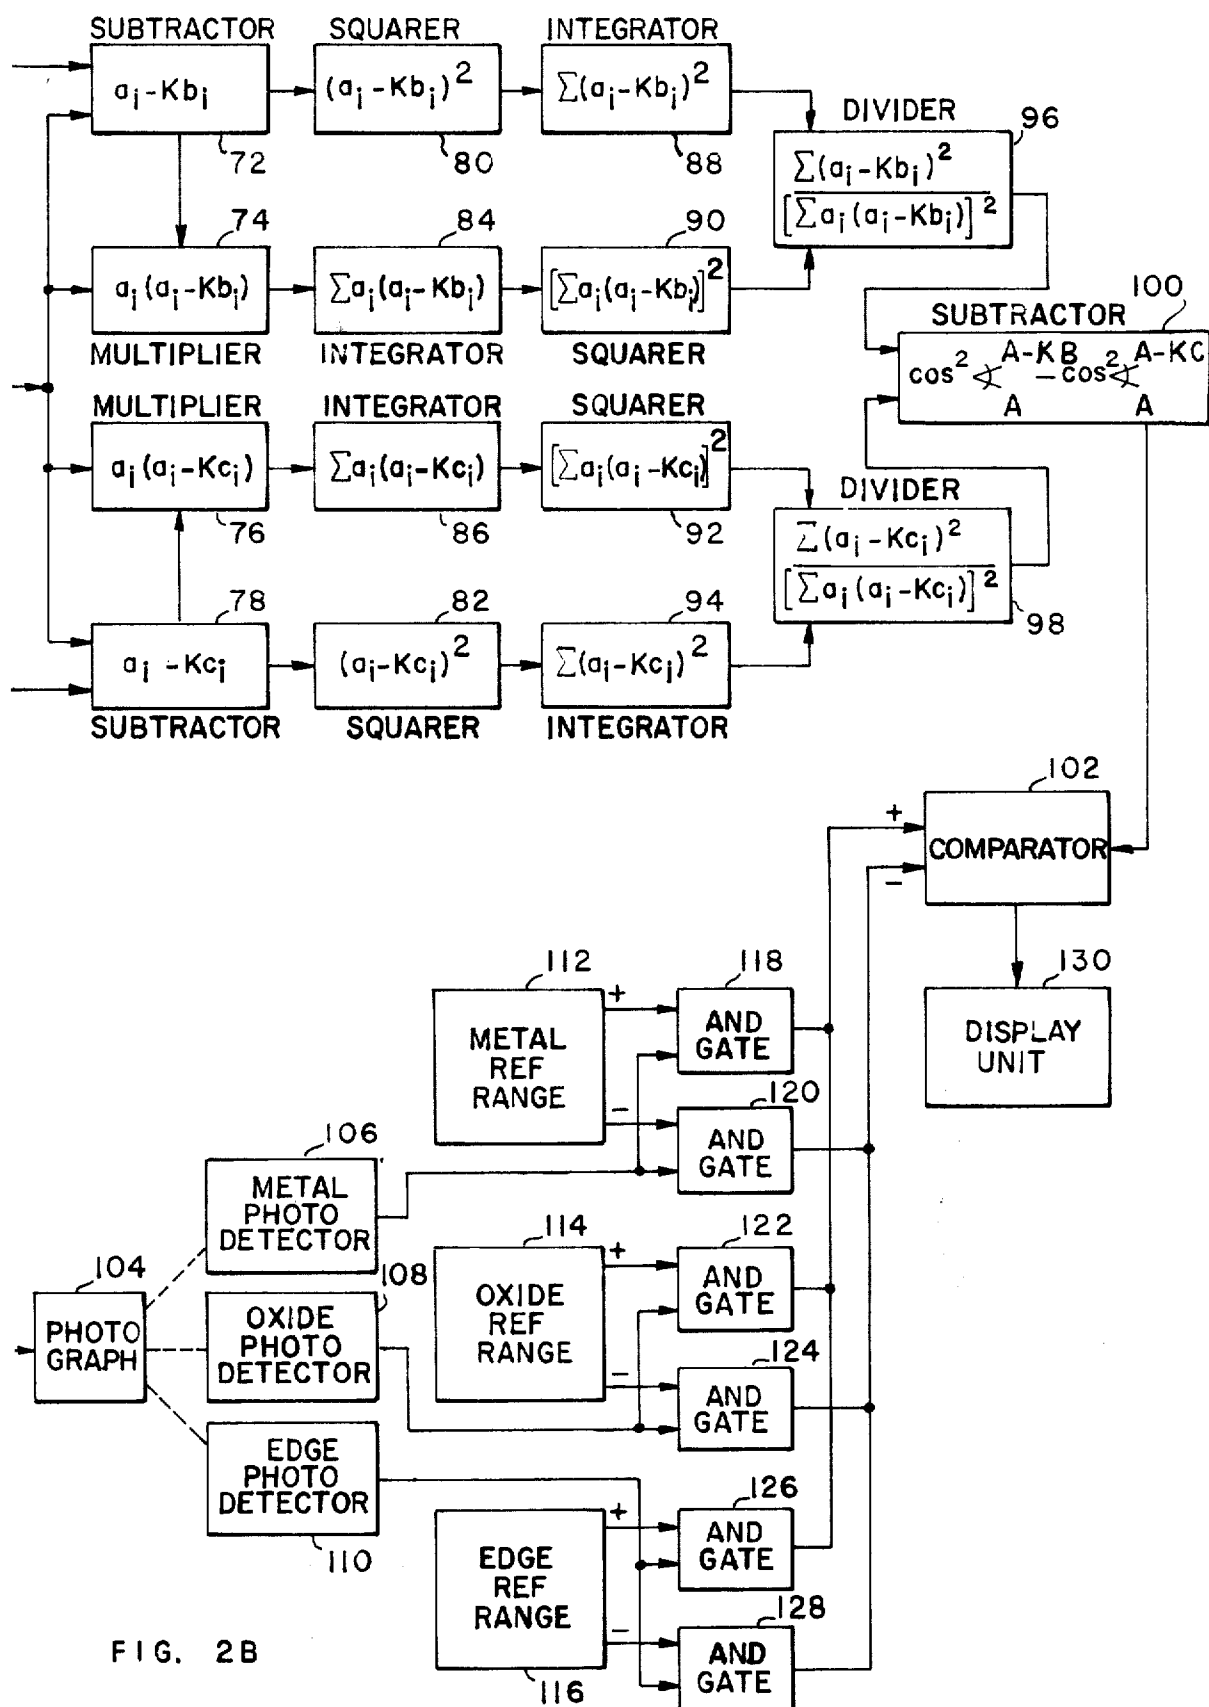 SUBTRACTOR SQUARER INTEGRATOR
aᵢ-Kbᵢ (aᵢ-Kbᵢ)² Σ(aᵢ-Kbᵢ)²
72 80 88
DIVIDER 96
Σ(aᵢ-Kbᵢ)²
[Σaᵢ(aᵢ-Kbᵢ)]²
74 84 90
aᵢ(aᵢ-Kbᵢ) Σaᵢ(aᵢ-Kbᵢ) [Σaᵢ(aᵢ-Kbᵢ)]²
MULTIPLIER INTEGRATOR SQUARER
SUBTRACTOR 100
cos² ∢ A-KB – cos² ∢ A-KC
A A
MULTIPLIER INTEGRATOR SQUARER
aᵢ(aᵢ-Kcᵢ) Σaᵢ(aᵢ-Kcᵢ) [Σaᵢ(aᵢ-Kcᵢ)]²
76 86 92
DIVIDER
Σ(aᵢ-Kcᵢ)²
[Σaᵢ(aᵢ-Kcᵢ)]²
98
78 82 94
aᵢ-Kcᵢ (aᵢ-Kcᵢ)² Σ(aᵢ-Kcᵢ)²
SUBTRACTOR SQUARER INTEGRATOR
102
+
COMPARATOR
–
130
DISPLAY
UNIT
112
+
METAL
REF
RANGE
–
118
AND
GATE
120
AND
GATE
106
METAL
PHOTO
DETECTOR
104
PHOTO
GRAPH
108
OXIDE
PHOTO
DETECTOR
114
+
OXIDE
REF
RANGE
–
122
AND
GATE
124
AND
GATE
EDGE
PHOTO
DETECTOR
110
+
EDGE
REF
RANGE
–
116
126
AND
GATE
128
AND
GATE
FIG. 2B